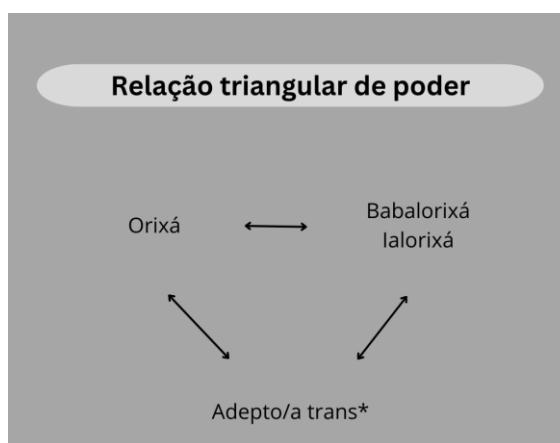 Relação triangular de poder
Orixá
Babalorixá
Ialorixá
Adepto/a trans*